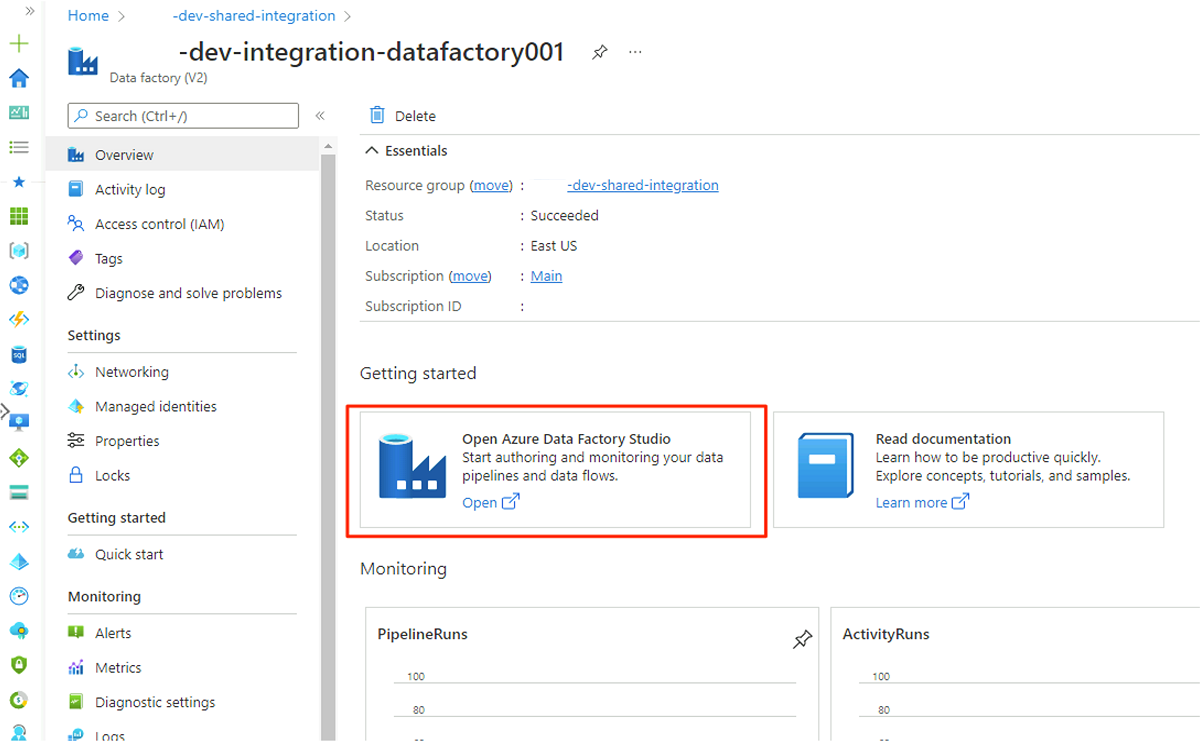 Home
-dev-shared-integration
-dev-integration-datafactory001
Data factory (V2)
Search (Ctrl+/)
Overview
Activity log
Access control (IAM)
Tags
Diagnose and solve problems
Settings
Networking
Managed identities
Properties
Locks
Getting started
Quick start
Monitoring
Alerts
Metrics
Diagnostic settings
Logs
Delete
Essentials
Resource group (move) : -dev-shared-integration
Status : Succeeded
Location : East US
Subscription (move) : Main
Subscription ID :
Getting started
Open Azure Data Factory Studio
Start authoring and monitoring your data
pipelines and data flows.
Open
Read documentation
Learn how to be productive quickly.
Explore concepts, tutorials, and samples.
Learn more
Monitoring
PipelineRuns
100
80
ActivityRuns
100
80
SQL